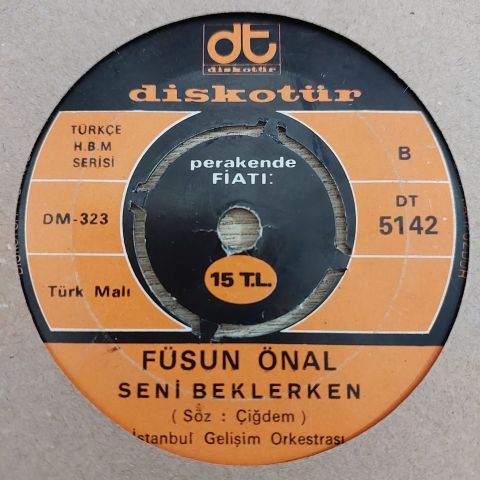 dt
diskotür
diskotür
TÜRKÇE
H.B.M
SERİSİ
perakende
FİATI:
B
DM-323
DT
5142
15 T.L.
Türk Malı
FÜSUN ÖNAL
SENİ BEKLERKEN
( Söz : Çiğdem )
İstanbul Gelişim Orkestrası